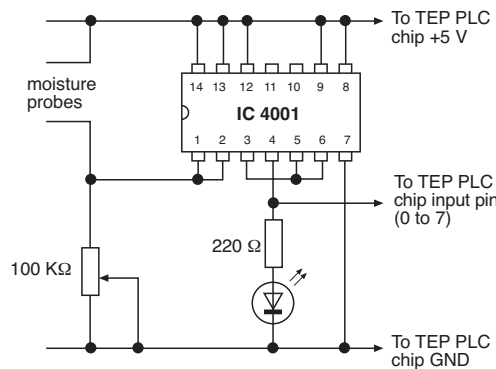 To TEP PLC
chip +5 V
moisture
probes
14 13 12 11 10 9 8
IC 4001
1 2 3 4 5 6 7
To TEP PLC
chip input pin
(0 to 7)
220 Ω
100 KΩ
To TEP PLC
chip GND